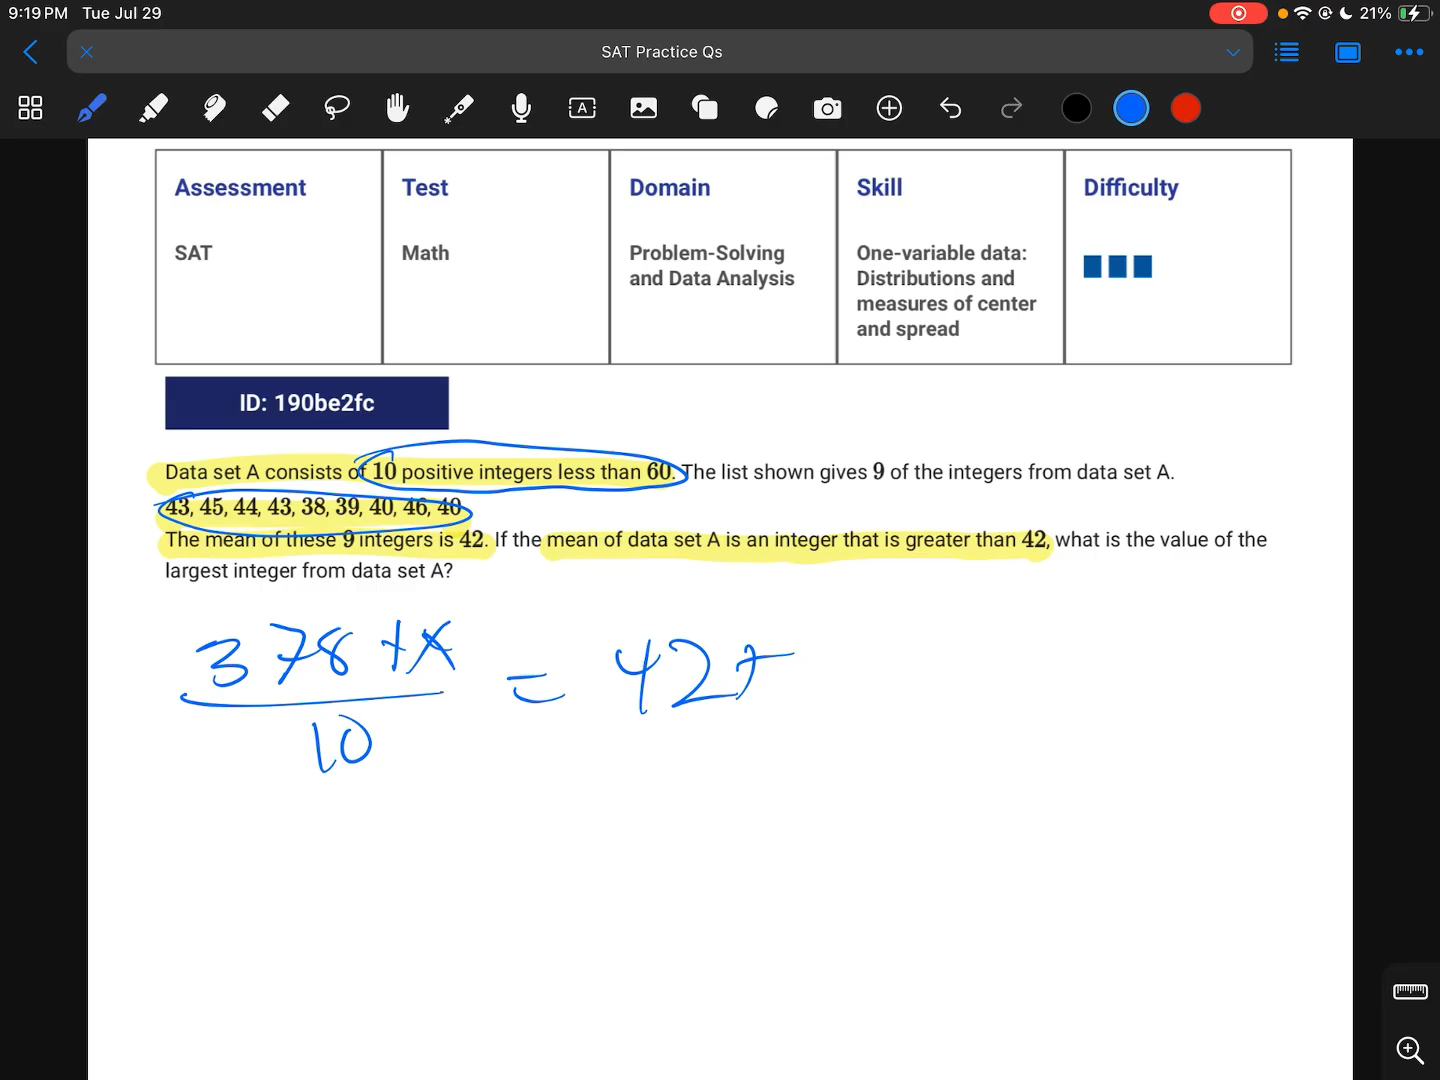 9:19 PM Tue Jul 29
21%
SAT Practice Qs
A
Assessment Test Domain Skill Difficulty
SAT Math Problem-Solving and Data Analysis One-variable data: Distributions and measures of center and spread
ID: 190be2fc
Data set A consists of 10 positive integers less than 60. The list shown gives 9 of the integers from data set A.
43, 45, 44, 43, 38, 39, 40, 46, 40
The mean of these 9 integers is 42. If the mean of data set A is an integer that is greater than 42, what is the value of the
largest integer from data set A?
378 + x
= 42+
10